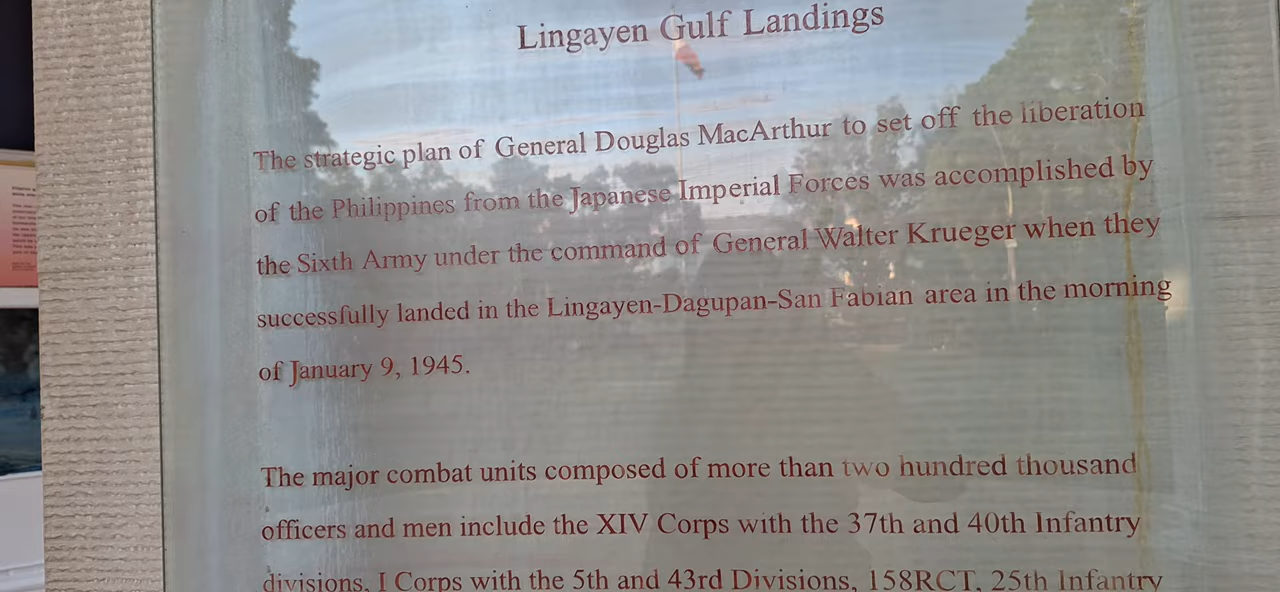 Lingayen Gulf Landings
The strategic plan of General Douglas MacArthur to set off the liberation
of the Philippines from the Japanese Imperial Forces was accomplished by
the Sixth Army under the command of General Walter Krueger when they
successfully landed in the Lingayen-Dagupan-San Fabian area in the morning
of January 9, 1945.
The major combat units composed of more than two hundred thousand
officers and men include the XIV Corps with the 37th and 40th Infantry
divisions, I Corps with the 5th and 43rd Divisions, 158RCT, 25th Infantry